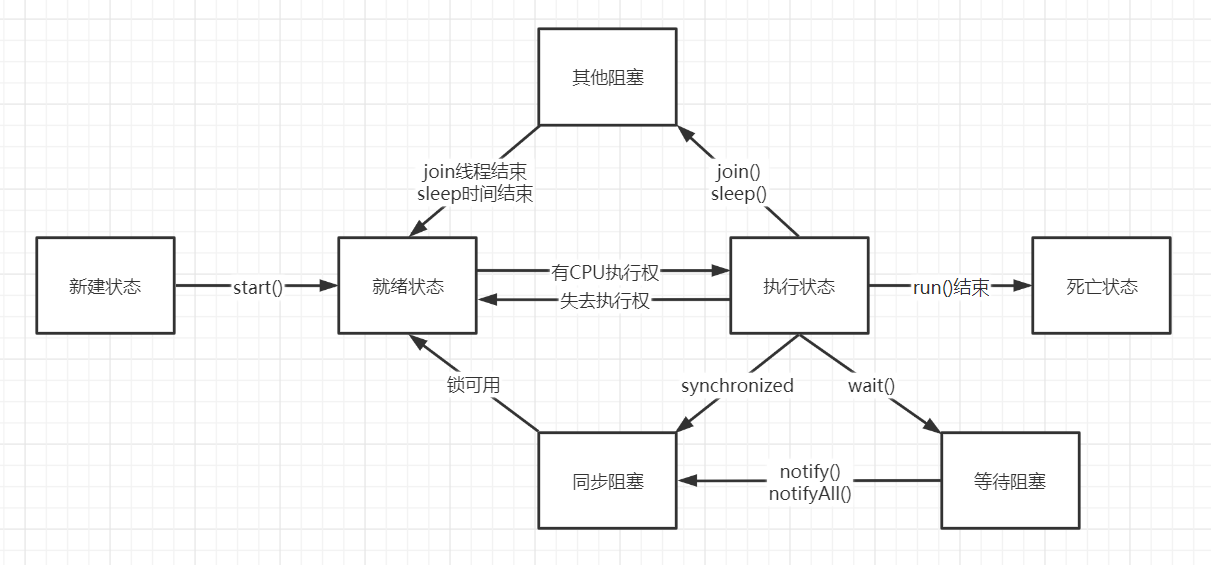 其他阻塞
join线程结束
sleep时间结束
join()
sleep()
新建状态
start()
就绪状态
有CPU执行权
失去执行权
执行状态
run()结束
死亡状态
锁可用
synchronized
wait()
同步阻塞
notify()
notifyAll()
等待阻塞